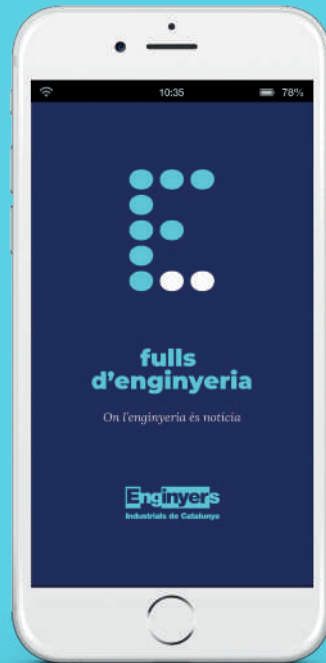 10:35
78%
fulls
d'enginyeria
On l'enginyeria és notícia
Enginyers
Industrials de Catalunya